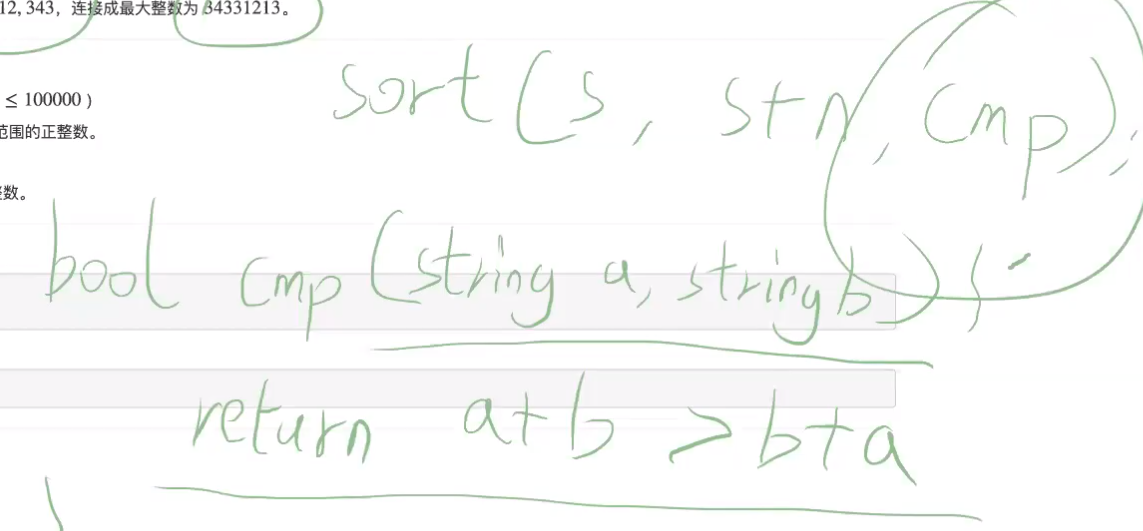 12, 343，连接成最大整数为 34331213。
sort(s, s+n, cmp);
≤ 100000 )
范围的正整数。
整数。
bool cmp(string a, string b) {
return a+b > b+a
}